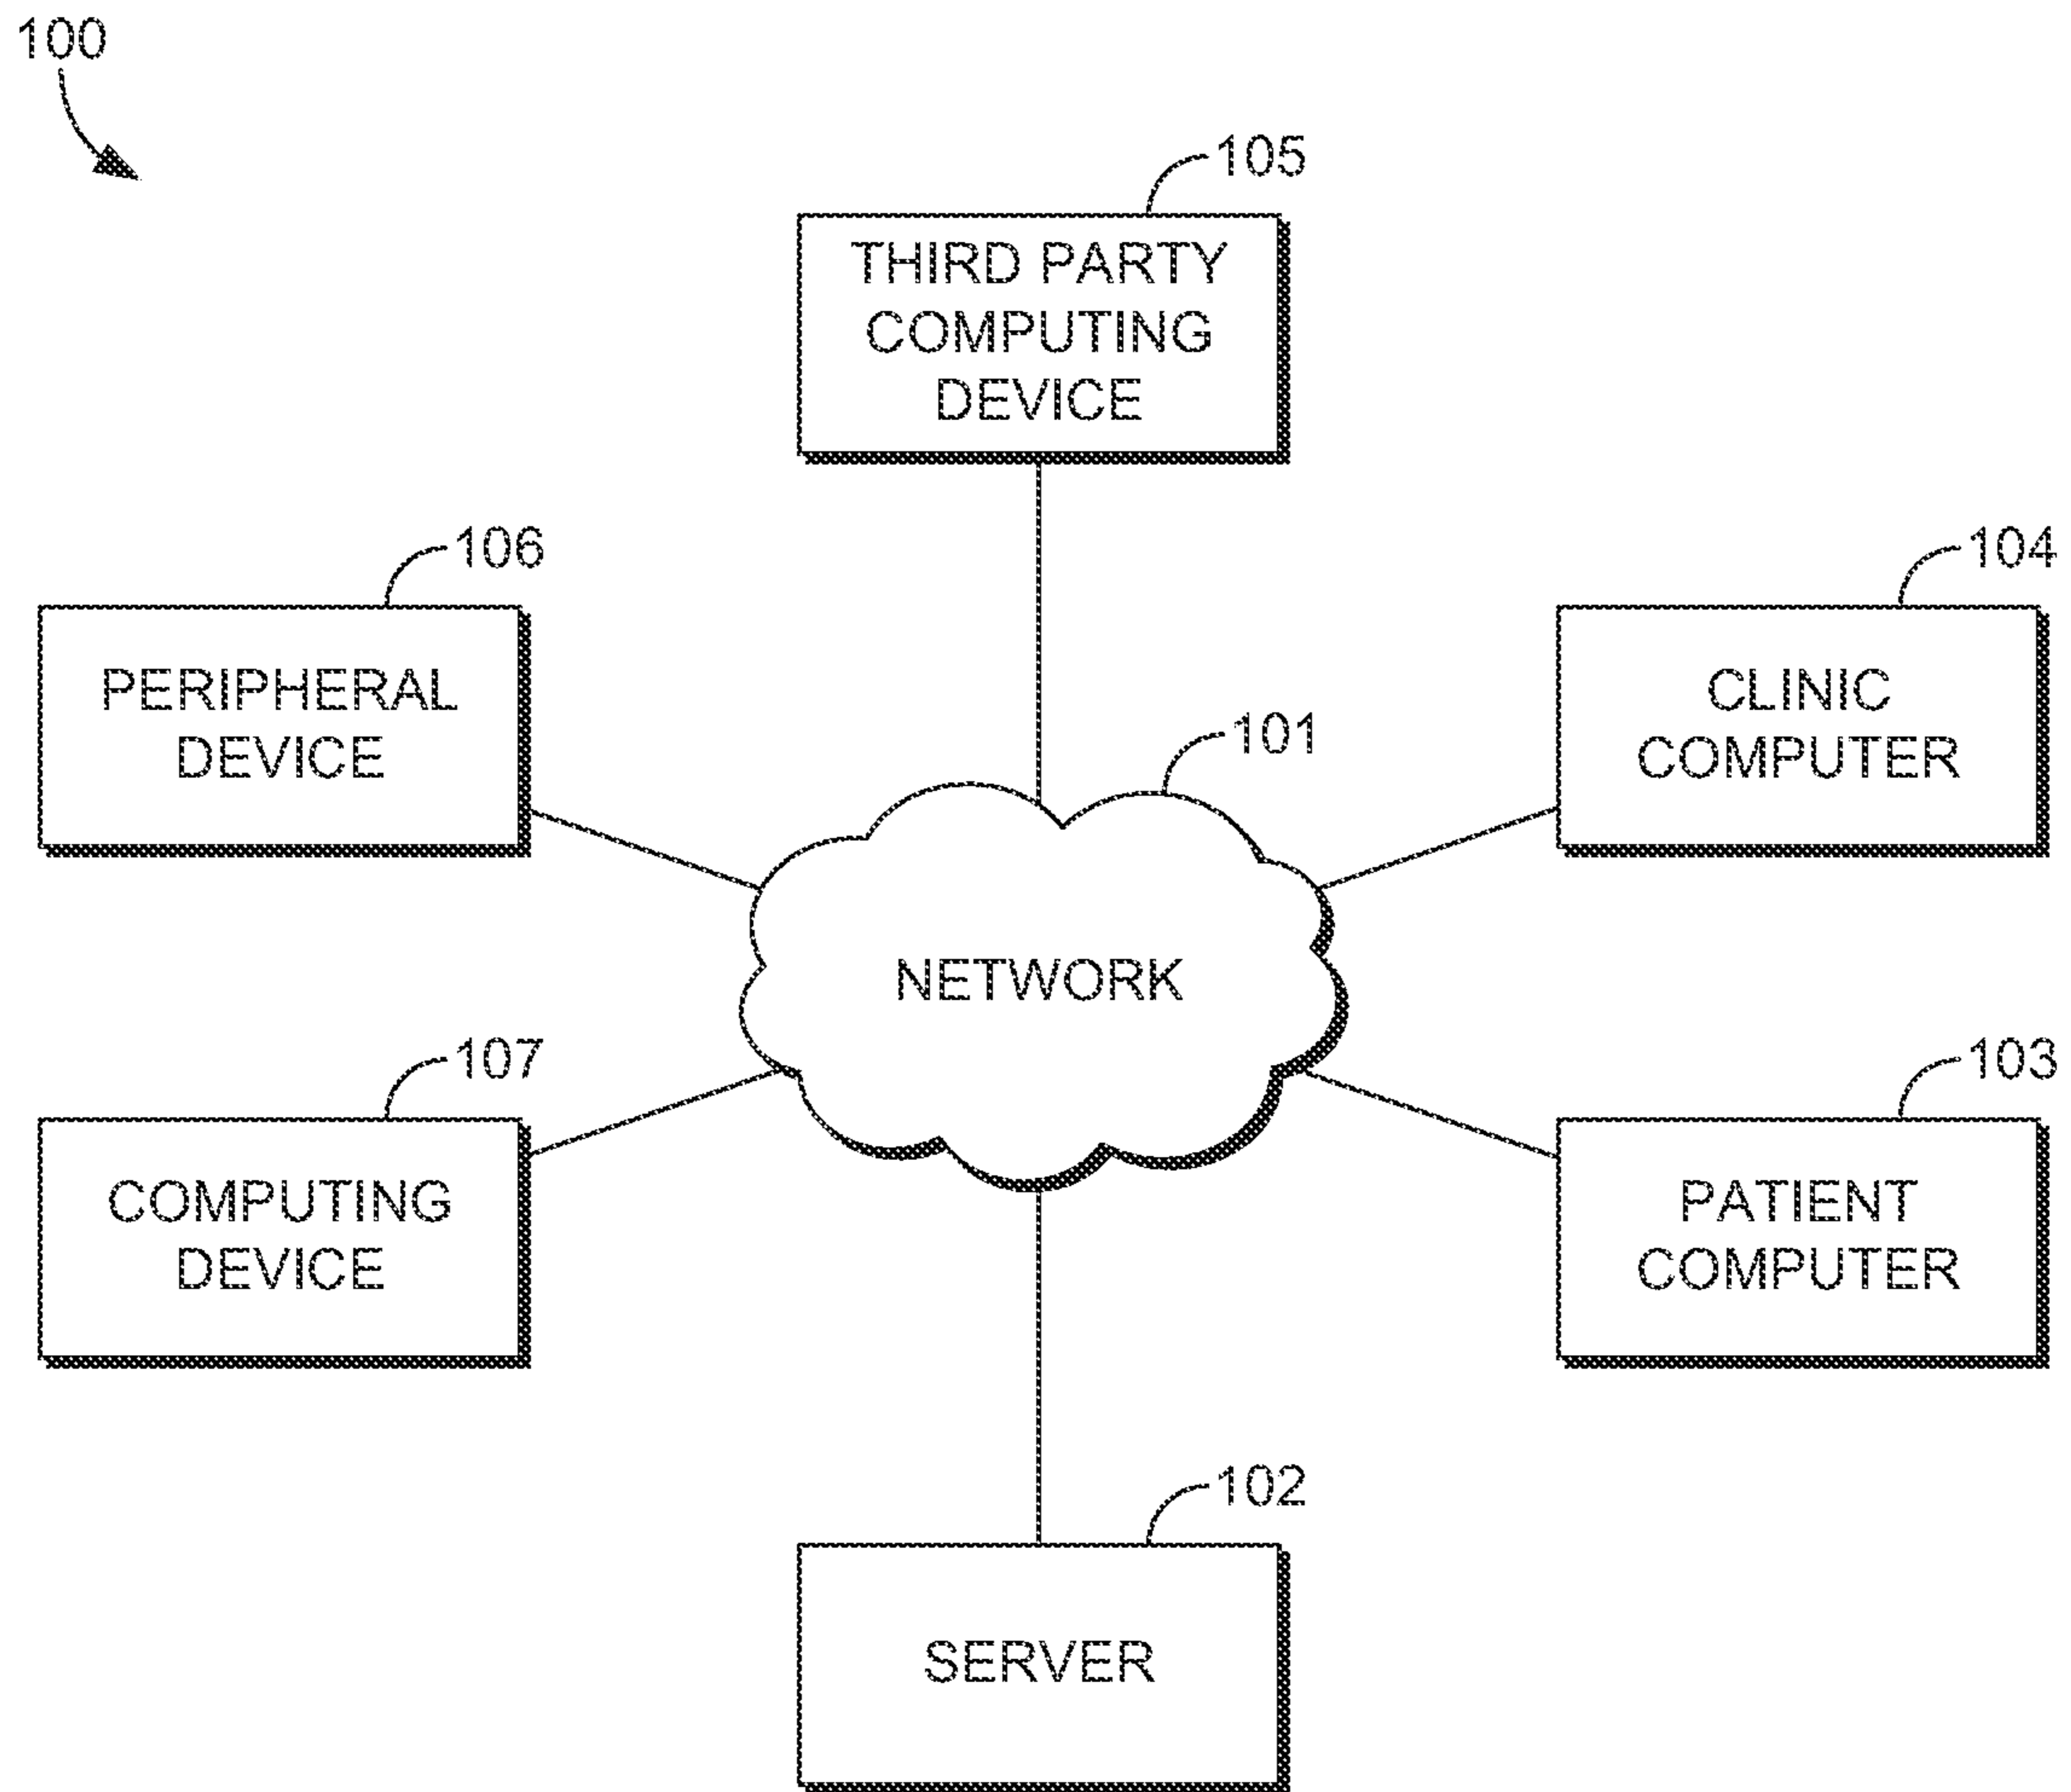 100
105
THIRD PARTY
COMPUTING
DEVICE
106
PERIPHERAL
DEVICE
104
CLINIC
COMPUTER
101
NETWORK
107
COMPUTING
DEVICE
103
PATIENT
COMPUTER
102
SERVER